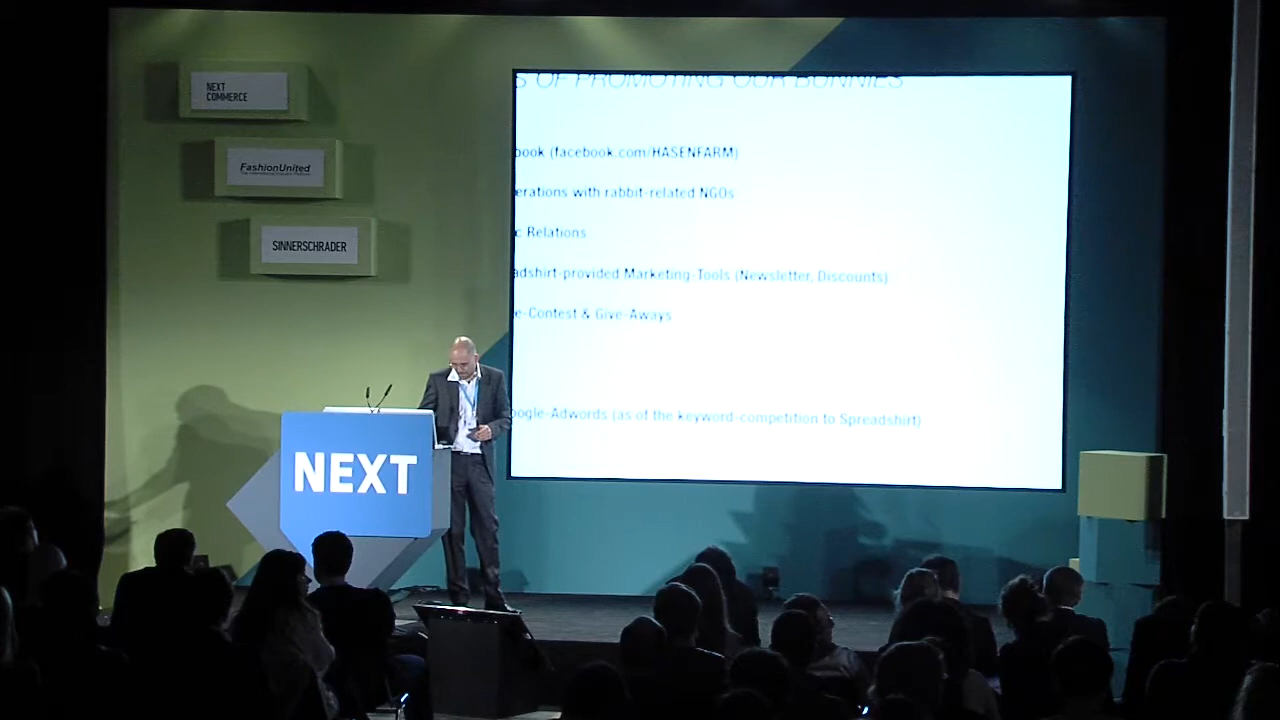 NEXT
COMMERCE
FashionUnited
SINNERSCHRADER
S OF PROMOTING OUR BUNNIES
book (facebook.com/HASENFARM)
erations with rabbit-related NGOs
c Relations
adshirt-provided Marketing-Tools (Newsletter, Discounts)
e-Contest & Give-Aways
oogle-Adwords (as of the keyword-competition to Spreadshirt)
NEXT